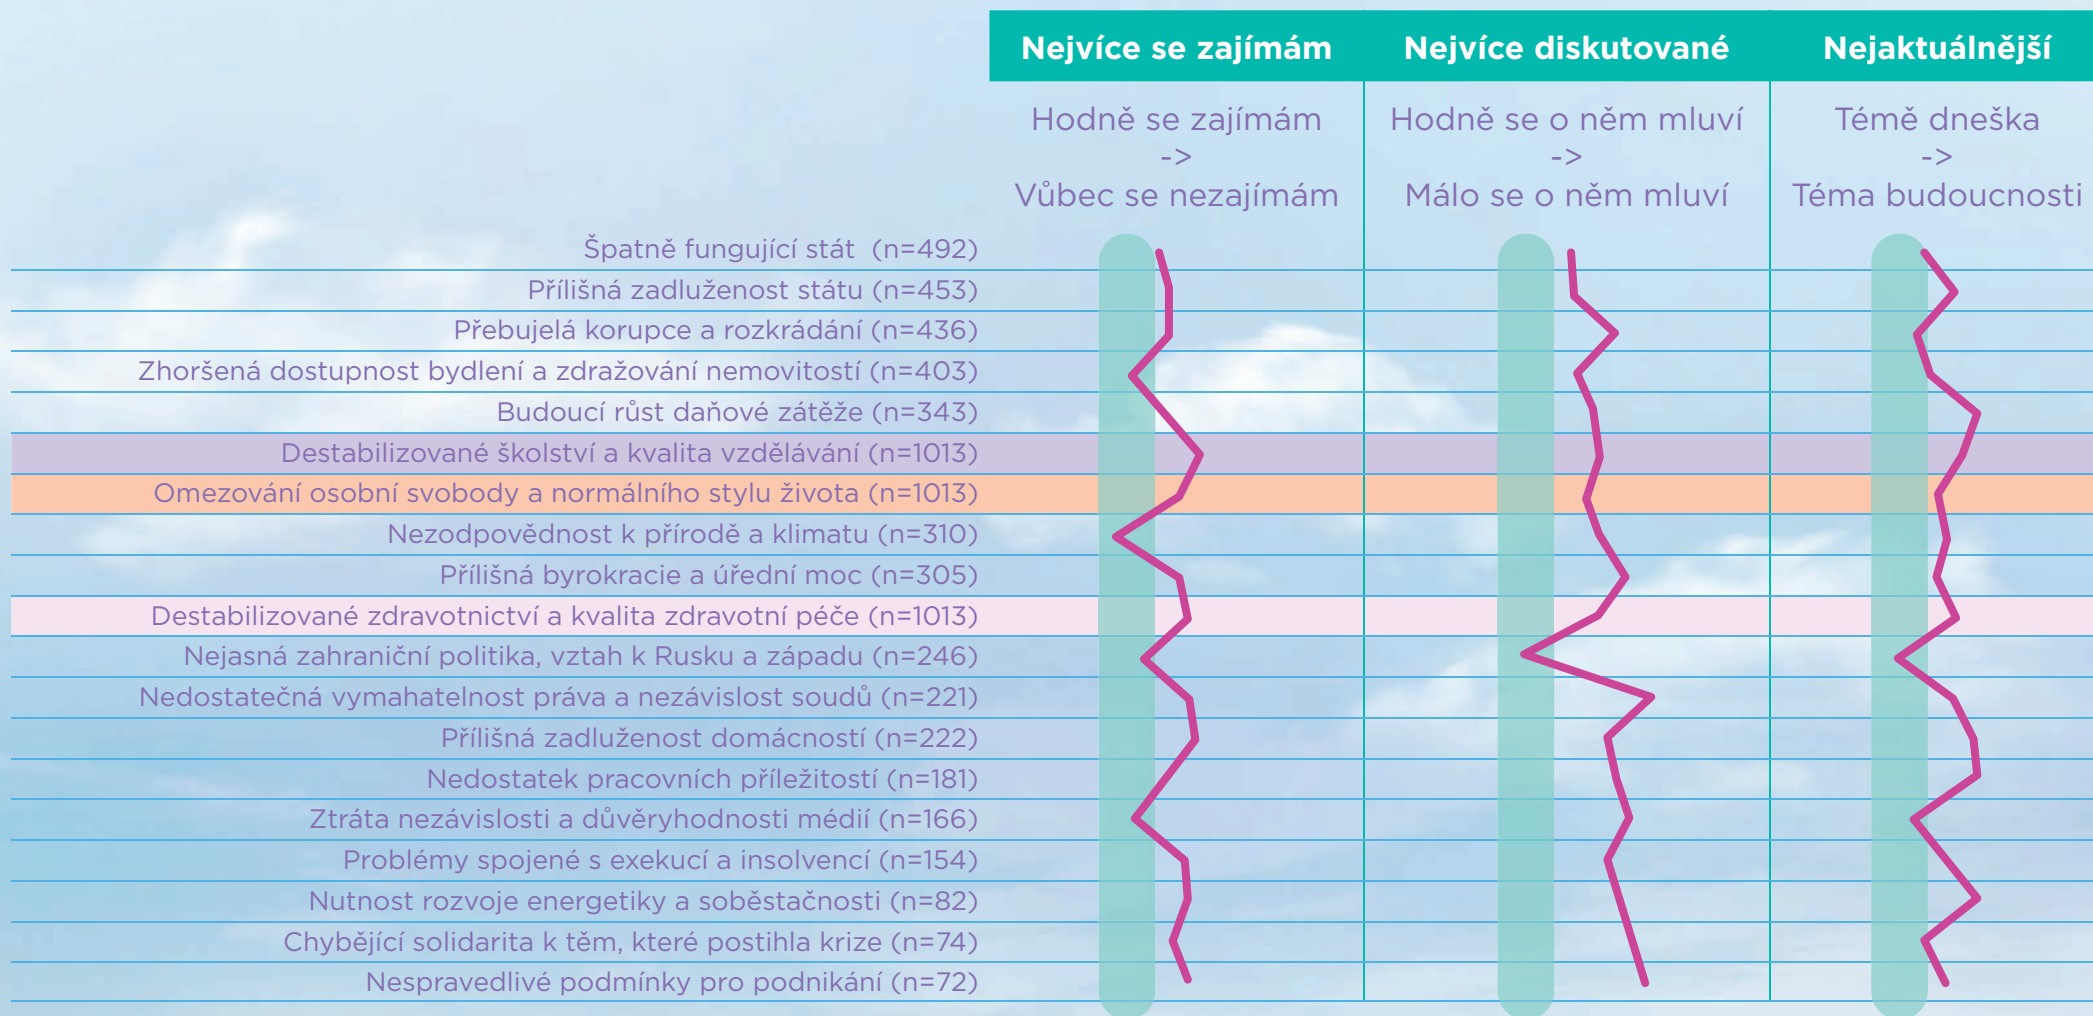 Nejvíce se zajímám
Nejvíce diskutované
Nejaktuálnější
Hodně se zajímám
->
Vůbec se nezajímám
Hodně se o něm mluví
->
Málo se o něm mluví
Témě dneška
->
Téma budoucnosti
Špatně fungující stát (n=492)
Přílišná zadluženost státu (n=453)
Přebujelá korupce a rozkrádání (n=436)
Zhoršená dostupnost bydlení a zdražování nemovitostí (n=403)
Budoucí růst daňové zátěže (n=343)
Destabilizované školství a kvalita vzdělávání (n=1013)
Omezování osobní svobody a normálního stylu života (n=1013)
Nezodpovědnost k přírodě a klimatu (n=310)
Přílišná byrokracie a úřední moc (n=305)
Destabilizované zdravotnictví a kvalita zdravotní péče (n=1013)
Nejasná zahraniční politika, vztah k Rusku a západu (n=246)
Nedostatečná vymahatelnost práva a nezávislost soudů (n=221)
Přílišná zadluženost domácností (n=222)
Nedostatek pracovních příležitostí (n=181)
Ztráta nezávislosti a důvěryhodnosti médií (n=166)
Problémy spojené s exekucí a insolvencí (n=154)
Nutnost rozvoje energetiky a soběstačnosti (n=82)
Chybějící solidarita k těm, které postihla krize (n=74)
Nespravedlivé podmínky pro podnikání (n=72)